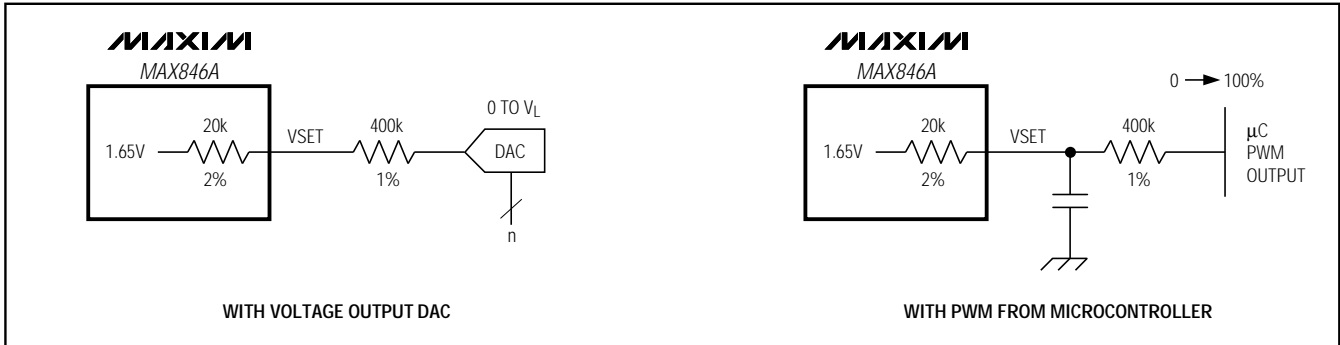 MAXIM
MAX846A
1.65V
20k
2%
VSET
400k
1%
0 TO VL
DAC
n
WITH VOLTAGE OUTPUT DAC
MAXIM
MAX846A
1.65V
20k
2%
VSET
400k
1%
0 → 100%
µC
PWM
OUTPUT
WITH PWM FROM MICROCONTROLLER